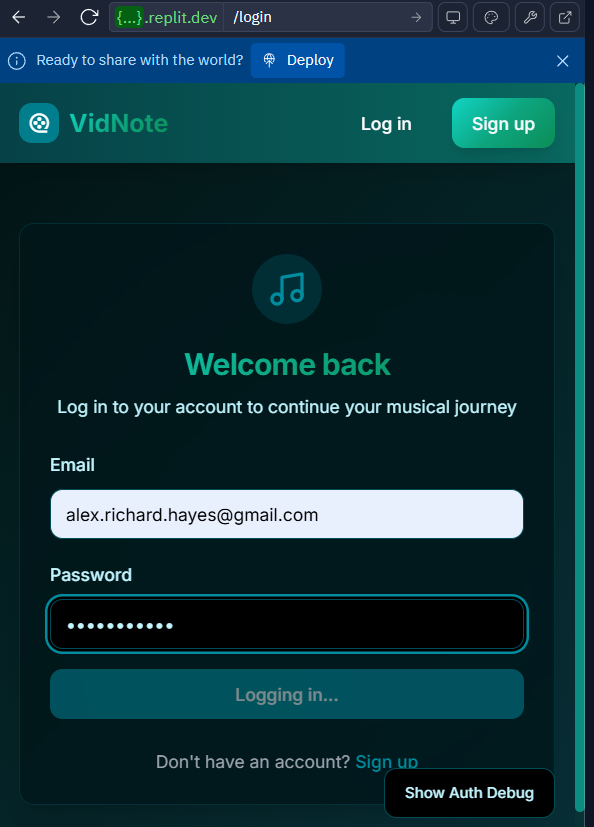 {...}.replit.dev /login
Ready to share with the world? Deploy
VidNote Log in Sign up
Welcome back
Log in to your account to continue your musical journey
Email
alex.richard.hayes@gmail.com
Password
•••••••••••
Logging in...
Don't have an account? Sign up
Show Auth Debug